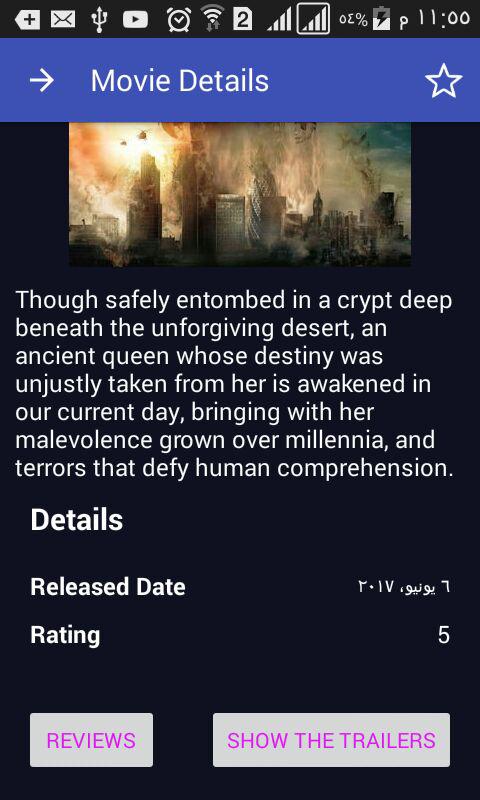 2 ٥٤% ١١:٥٥ م
Movie Details
Though safely entombed in a crypt deep
beneath the unforgiving desert, an
ancient queen whose destiny was
unjustly taken from her is awakened in
our current day, bringing with her
malevolence grown over millennia, and
terrors that defy human comprehension.
Details
Released Date ٦ يونيو، ٢٠١٧
Rating 5
REVIEWS SHOW THE TRAILERS